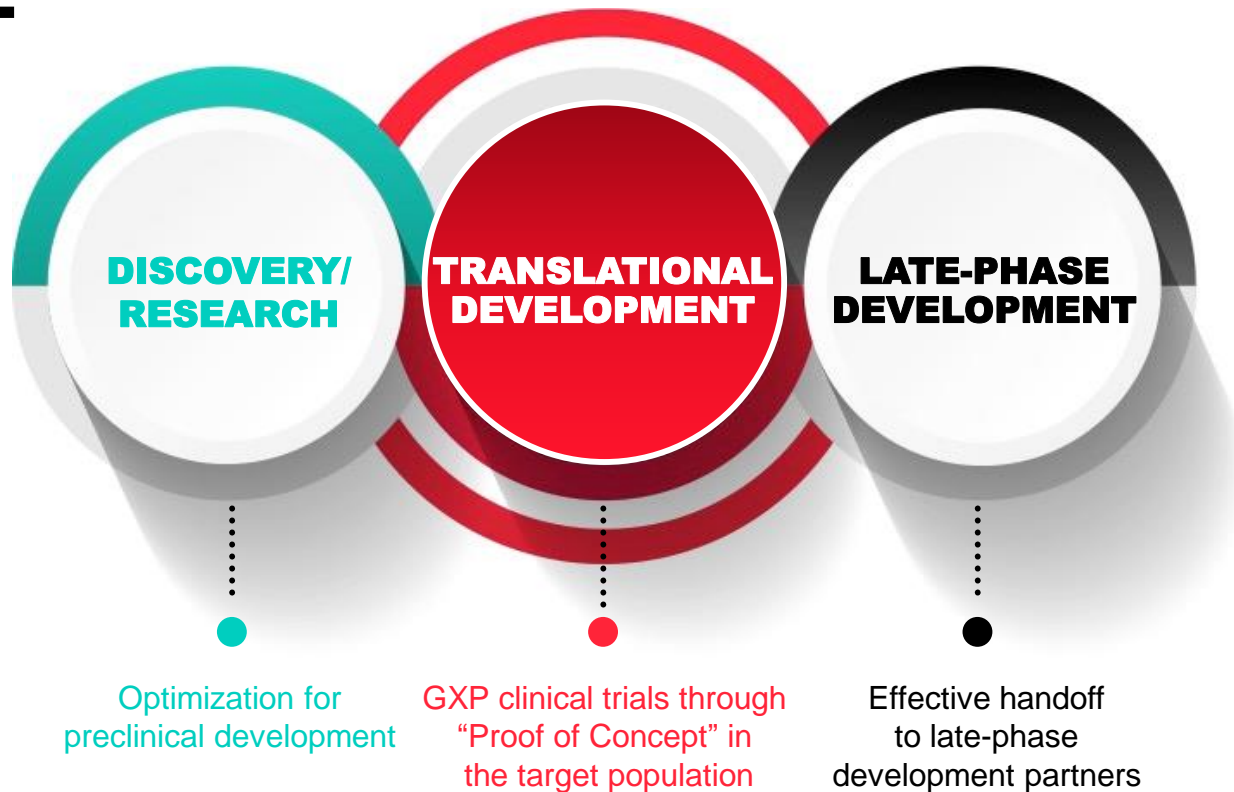 DISCOVERY/
RESEARCH
TRANSLATIONAL
DEVELOPMENT
LATE-PHASE
DEVELOPMENT
Optimization for
preclinical development
GXP clinical trials through
“Proof of Concept” in
the target population
Effective handoff
to late-phase
development partners